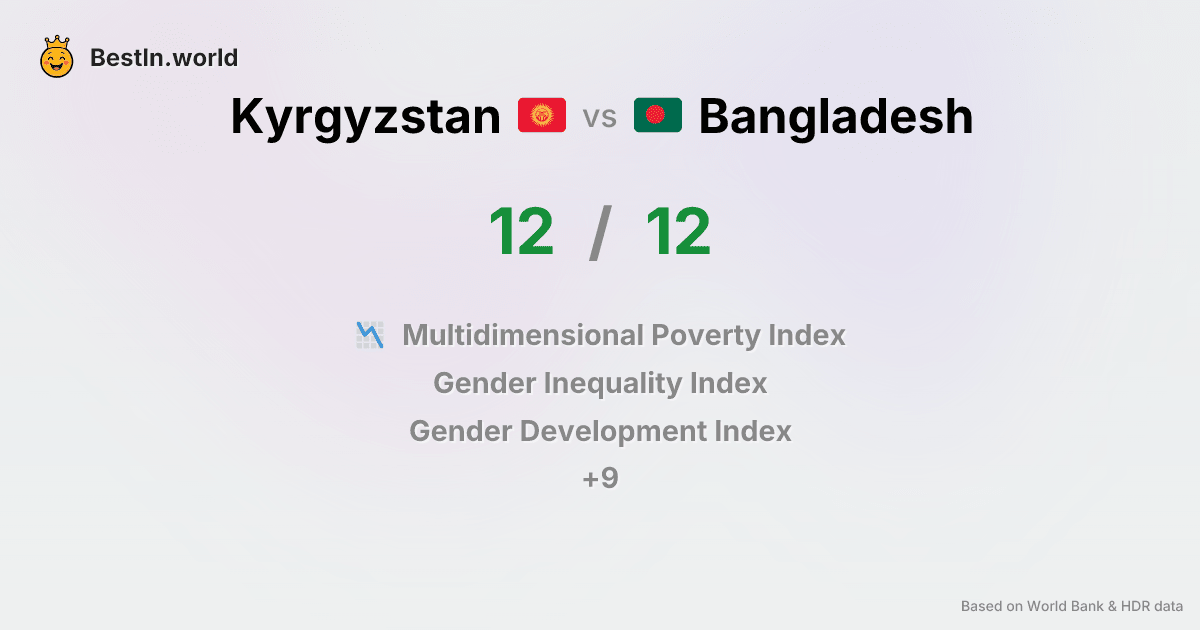 BestIn.world
Kyrgyzstan vs Bangladesh
12 / 12
Multidimensional Poverty Index
Gender Inequality Index
Gender Development Index
+9
Based on World Bank & HDR data